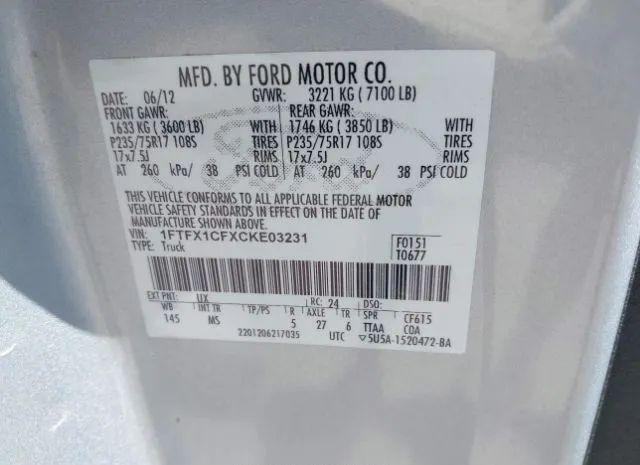 MFD. BY FORD MOTOR CO.
DATE: 06/12 GVWR: 3221 KG ( 7100 LB)
FRONT GAWR: REAR GAWR:
1633 KG ( 3600 LB) WITH 1746 KG ( 3850 LB) WITH
P235/75R17 108S TIRES P235/75R17 108S TIRES
17x7.5J RIMS 17x7.5J RIMS
AT 260 kPa/ 38 PSI COLD AT 260 kPa/ 38 PSI COLD
THIS VEHICLE CONFORMS TO ALL APPLICABLE FEDERAL MOTOR
VEHICLE SAFETY STANDARDS IN EFFECT ON THE DATE OF
MANUFACTURE SHOWN ABOVE.
VIN: 1FTFX1CFXCKE03231 F0151
TYPE: Truck T0677
EXT PNT: UX RC: 24 DSO:
WB INT TR TP/PS R AXLE TR SPR CF615
145 MS 5 27 6 TTAA CDA
2201206217035 UTC ▽5U5A-1520472-BA
Ford